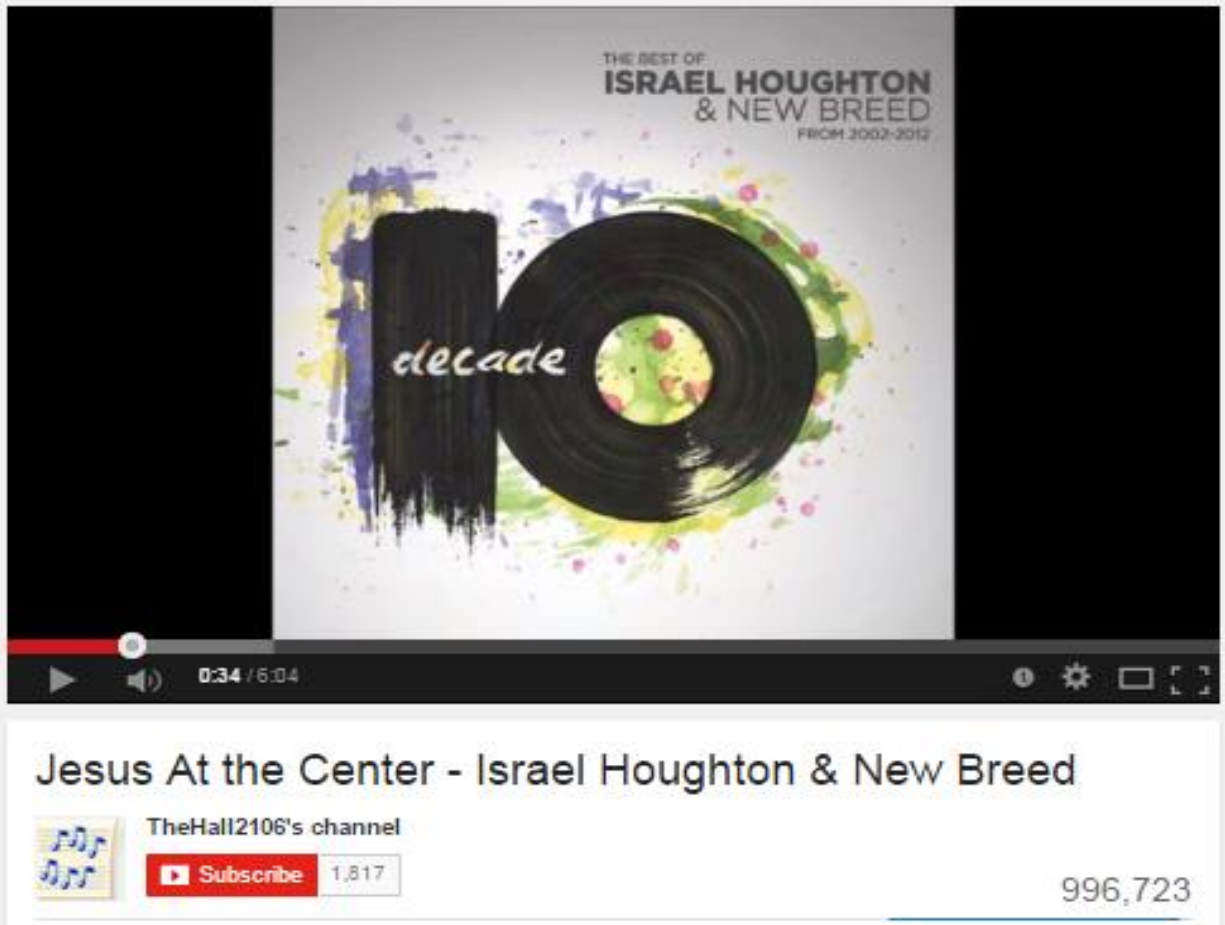 THE BEST OF
ISRAEL HOUGHTON
& NEW BREED
FROM 2002-2012
decade
0:34 / 6:04
Jesus At the Center - Israel Houghton & New Breed
TheHall2106's channel
Subscribe 1,817
996,723